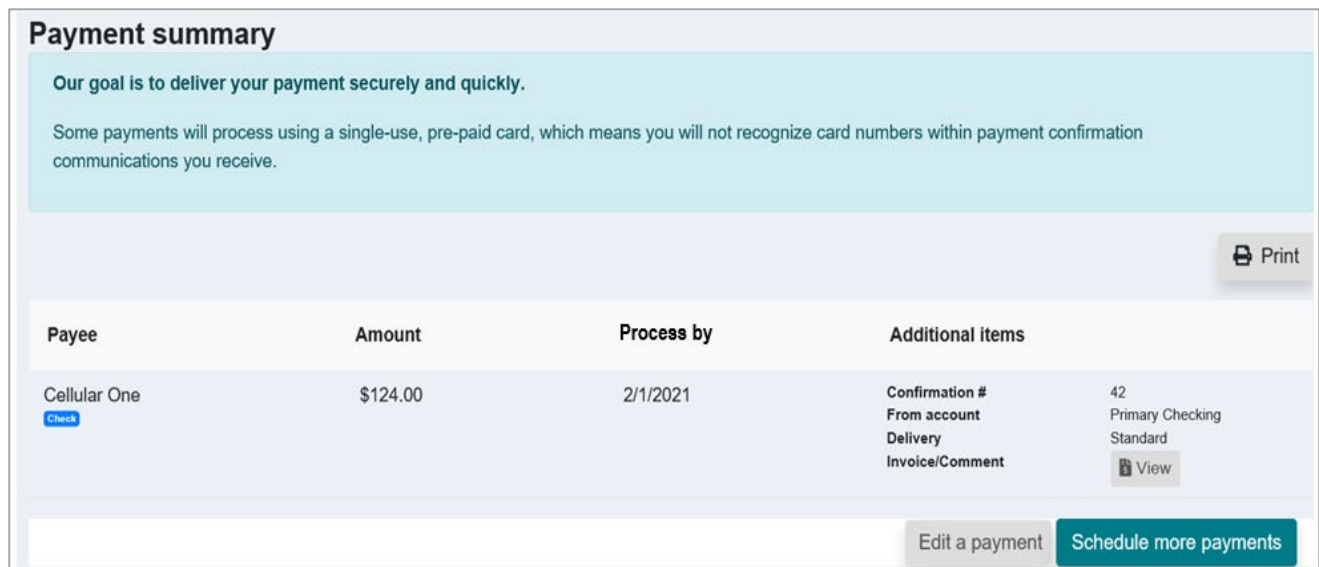 Payment summary
Our goal is to deliver your payment securely and quickly.
Some payments will process using a single-use, pre-paid card, which means you will not recognize card numbers within payment confirmation
communications you receive.
Print
Payee Amount Process by Additional items
Cellular One $124.00 2/1/2021 Confirmation # 42
Check From account Primary Checking
Delivery Standard
Invoice/Comment View
Edit a payment Schedule more payments